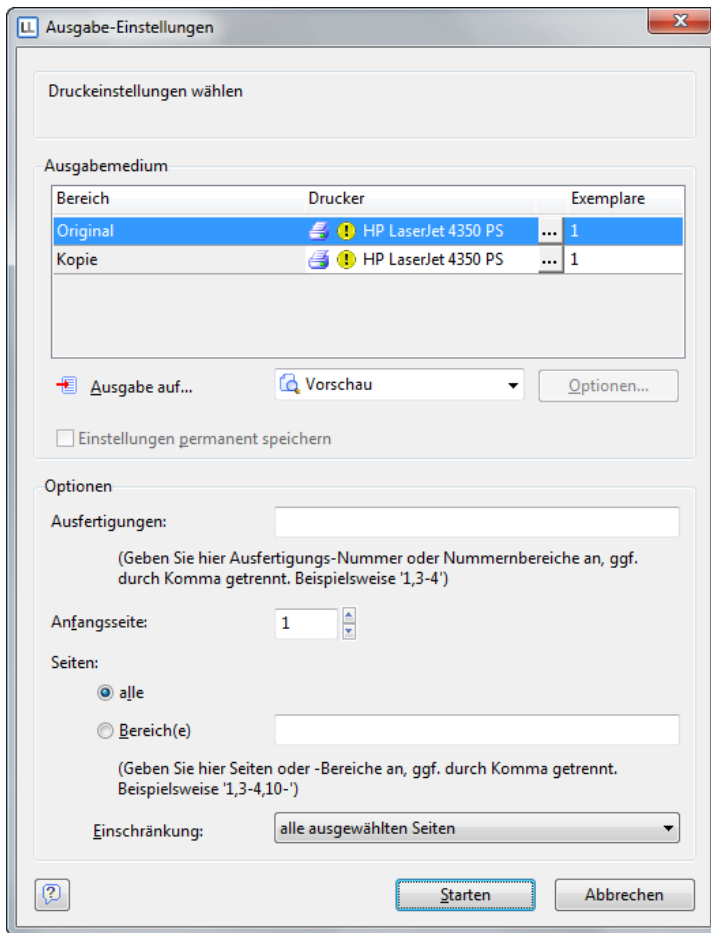 LL Ausgabe-Einstellungen
Druckeinstellungen wählen
Ausgabemedium
Bereich Drucker Exemplare
Original HP LaserJet 4350 PS ... 1
Kopie HP LaserJet 4350 PS ... 1
Ausgabe auf... Vorschau Optionen...
Einstellungen permanent speichern
Optionen
Ausfertigungen:
(Geben Sie hier Ausfertigungs-Nummer oder Nummernbereiche an, ggf.
durch Komma getrennt. Beispielsweise '1,3-4')
Anfangsseite: 1
Seiten:
alle
Bereich(e)
(Geben Sie hier Seiten oder -Bereiche an, ggf. durch Komma getrennt.
Beispielsweise '1,3-4,10-')
Einschränkung: alle ausgewählten Seiten
? Starten Abbrechen